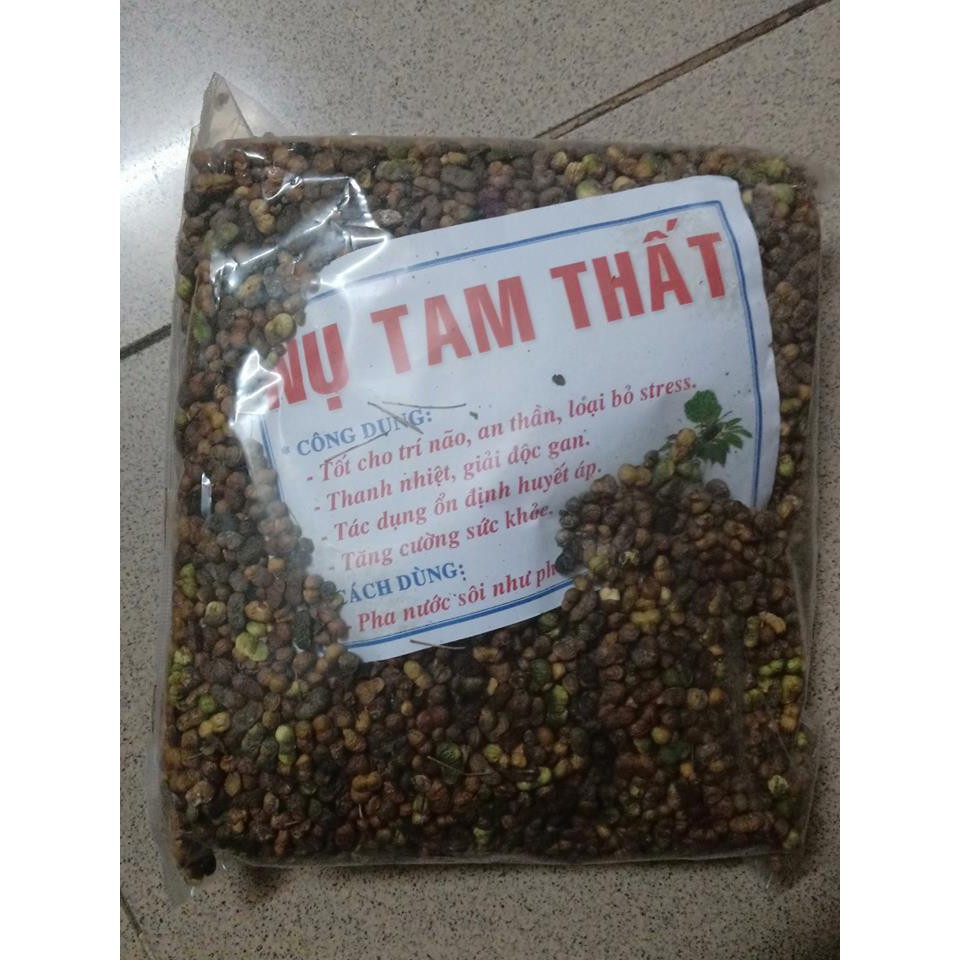 NỤ TAM THẤT
* CÔNG DỤNG:
- Tốt cho trí não, an thần, loại bỏ stress.
- Thanh nhiệt, giải độc gan.
- Tác dụng ổn định huyết áp.
- Tăng cường sức khỏe.
CÁCH DÙNG:
- Pha nước sôi như